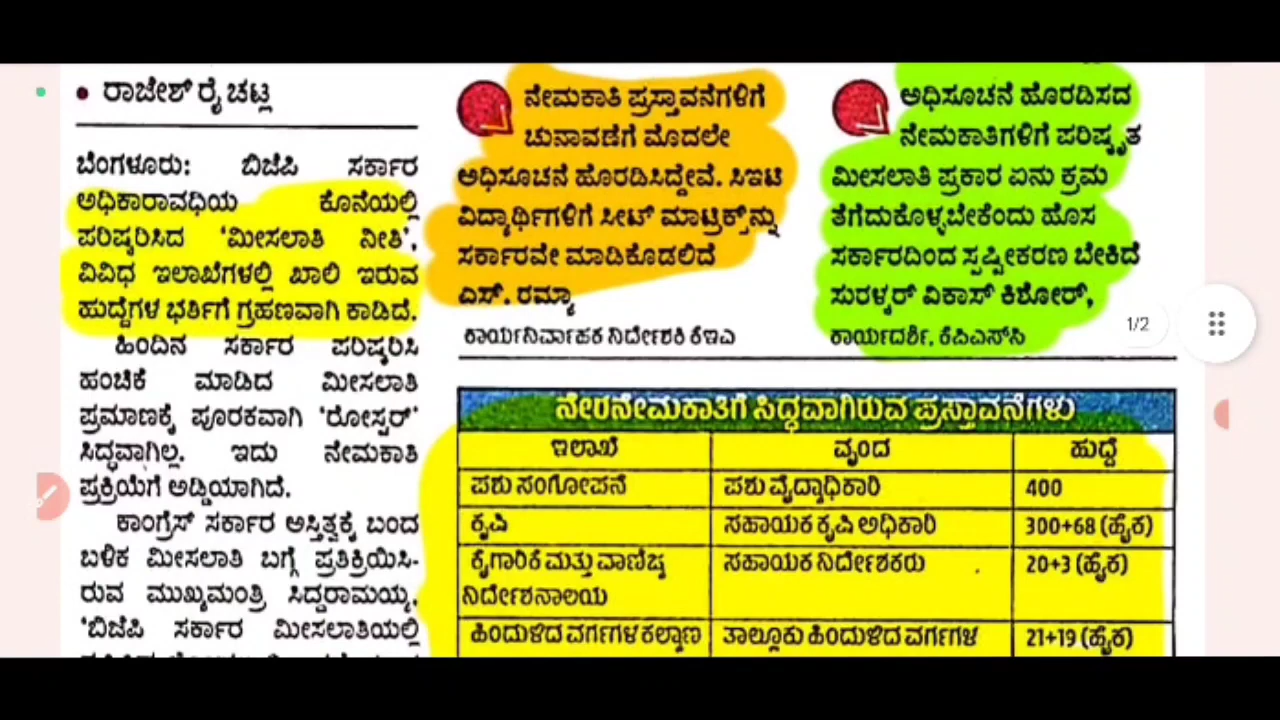 ರಾಜೇಶ್ ರೈ ಚಟ್ಲ
ಬೆಂಗಳೂರು: ಬಿಜೆಪಿ ಸರ್ಕಾರ
ಅಧಿಕಾರಾವಧಿಯ ಕೊನೆಯಲ್ಲಿ
ಪರಿಷ್ಕರಿಸಿದ 'ಮೀಸಲಾತಿ ನೀತಿ',
ವಿವಿಧ ಇಲಾಖೆಗಳಲ್ಲಿ ಖಾಲಿ ಇರುವ
ಹುದ್ದೆಗಳ ಭರ್ತಿಗೆ ಗ್ರಹಣವಾಗಿ ಕಾಡಿದೆ.
ಹಿಂದಿನ ಸರ್ಕಾರ ಪರಿಷ್ಕರಿಸಿ
ಹಂಚಿಕೆ ಮಾಡಿದ ಮೀಸಲಾತಿ
ಪ್ರಮಾಣಕ್ಕೆ ಪೂರಕವಾಗಿ 'ರೋಸ್ಟರ್'
ಸಿದ್ಧವಾಗಿಲ್ಲ. ಇದು ನೇಮಕಾತಿ
ಪ್ರಕ್ರಿಯೆಗೆ ಅಡ್ಡಿಯಾಗಿದೆ.
ಕಾಂಗ್ರೆಸ್ ಸರ್ಕಾರ ಅಸ್ತಿತ್ವಕ್ಕೆ ಬಂದ
ಬಳಿಕ ಮೀಸಲಾತಿ ಬಗ್ಗೆ ಪ್ರತಿಕ್ರಿಯಿಸಿ-
ರುವ ಮುಖ್ಯಮಂತ್ರಿ ಸಿದ್ದರಾಮಯ್ಯ,
'ಬಿಜೆಪಿ ಸರ್ಕಾರ ಮೀಸಲಾತಿಯಲ್ಲಿ
ನೇಮಕಾತಿ ಪ್ರಸ್ತಾವನೆಗಳಿಗೆ
ಚುನಾವಣೆಗೆ ಮೊದಲೇ
ಅಧಿಸೂಚನೆ ಹೊರಡಿಸಿದ್ದೇವೆ. ಸಿಇಟಿ
ವಿದ್ಯಾರ್ಥಿಗಳಿಗೆ ಸೀಟ್ ಮಾಟ್ರಿಕ್ಸ್‌ನ್ನು
ಸರ್ಕಾರವೇ ಮಾಡಿಕೊಡಲಿದೆ
ಎಸ್. ರಮ್ಯಾ
ಕಾರ್ಯನಿರ್ವಾಹಕ ನಿರ್ದೇಶಕಿ ಕೆಇಎ
ಅಧಿಸೂಚನೆ ಹೊರಡಿಸದ
ನೇಮಕಾತಿಗಳಿಗೆ ಪರಿಷ್ಕೃತ
ಮೀಸಲಾತಿ ಪ್ರಕಾರ ಏನು ಕ್ರಮ
ತೆಗೆದುಕೊಳ್ಳಬೇಕೆಂದು ಹೊಸ
ಸರ್ಕಾರದಿಂದ ಸ್ಪಷ್ಟೀಕರಣ ಬೇಕಿದೆ
ಸುರಳ್ಕರ್ ವಿಕಾಸ್ ಕಿಶೋರ್,
ಕಾರ್ಯದರ್ಶಿ, ಕೆಪಿಎಸ್‌ಸಿ
1/2
ನೇರನೇಮಕಾತಿಗೆ ಸಿದ್ಧವಾಗಿರುವ ಪ್ರಸ್ತಾವನೆಗಳು
ಇಲಾಖೆ ವೃಂದ ಹುದ್ದೆ
ಪಶು ಸಂಗೋಪನೆ ಪಶು ವೈದ್ಯಾಧಿಕಾರಿ 400
ಕೃಷಿ ಸಹಾಯಕ ಕೃಷಿ ಅಧಿಕಾರಿ 300+68 (ಹೈಕ)
ಕೈಗಾರಿಕೆ ಮತ್ತು ವಾಣಿಜ್ಯ ಸಹಾಯಕ ನಿರ್ದೇಶಕರು 20+3 (ಹೈಕ)
ನಿರ್ದೇಶನಾಲಯ
ಹಿಂದುಳಿದ ವರ್ಗಗಳ ಕಲ್ಯಾಣ ತಾಲ್ಲೂಕು ಹಿಂದುಳಿದ ವರ್ಗಗಳ 21+19 (ಹೈಕ)